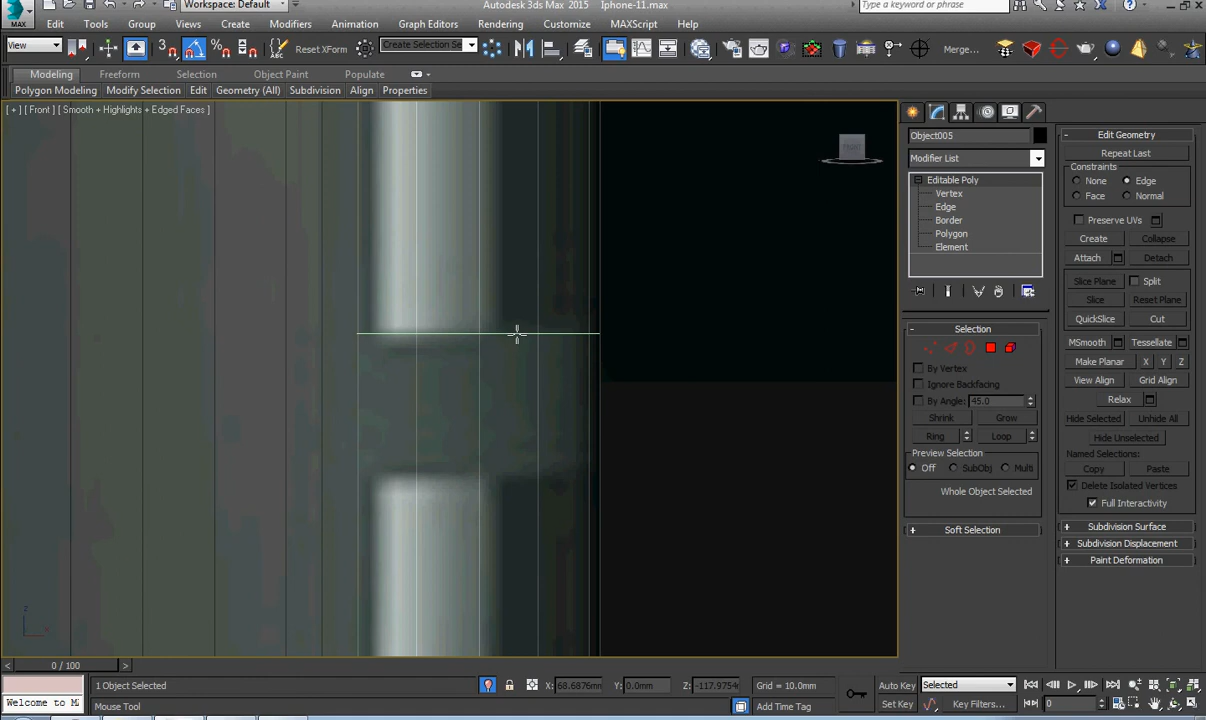 Workspace: Default
Autodesk 3ds Max 2015 Iphone-11.max
Type a keyword or phrase
MAX
Edit Tools Group Views Create Modifiers Animation Graph Editors Rendering Customize MAXScript Help
View
3
Reset XForm
Create Selection Se
Merge...
Modeling Freeform Selection Object Paint Populate
Polygon Modeling Modify Selection Edit Geometry (All) Subdivision Align Properties
[ + ] [ Front ] [ Smooth + Highlights + Edged Faces ]
FRONT
Object005
Modifier List
Editable Poly
Vertex
Edge
Border
Polygon
Element
Selection
By Vertex
Ignore Backfacing
By Angle: 45.0
Shrink Grow
Ring Loop
Preview Selection
Off SubObj Multi
Whole Object Selected
Soft Selection
Edit Geometry
Repeat Last
Constraints
None Edge
Face Normal
Preserve UVs
Create Collapse
Attach Detach
Slice Plane Split
Slice Reset Plane
QuickSlice Cut
MSmooth Tessellate
Make Planar X Y Z
View Align Grid Align
Relax
Hide Selected Unhide All
Hide Unselected
Named Selections:
Copy Paste
Delete Isolated Vertices
Full Interactivity
Subdivision Surface
Subdivision Displacement
Paint Deformation
z
x
< 0 / 100 >
1 Object Selected X: 68.6876mm Y: 0.0mm Z: -117.9754 Grid = 10.0mm Auto Key Selected
Welcome to MA Mouse Tool Add Time Tag Set Key Key Filters... 0